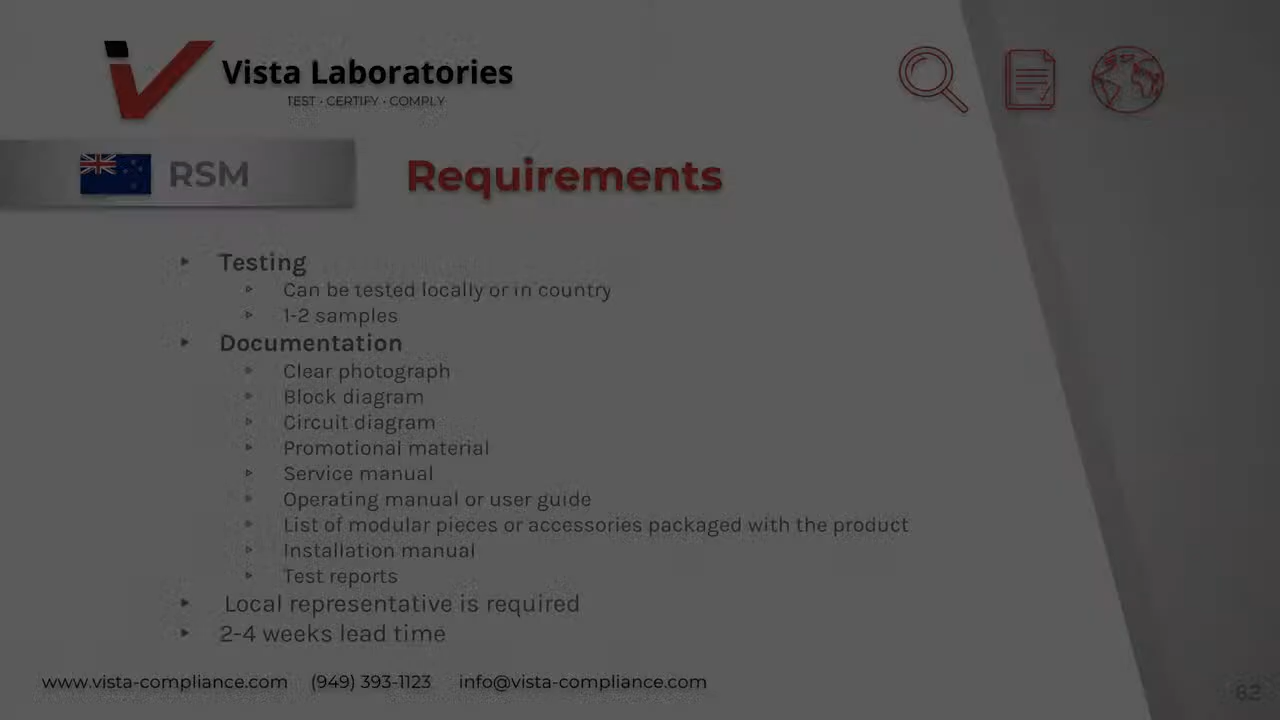 Vista Laboratories
TEST · CERTIFY · COMPLY
RSM
Requirements
Testing
Can be tested locally or in country
1-2 samples
Documentation
Clear photograph
Block diagram
Circuit diagram
Promotional material
Service manual
Operating manual or user guide
List of modular pieces or accessories packaged with the product
Installation manual
Test reports
Local representative is required
2-4 weeks lead time
www.vista-compliance.com (949) 393-1123 info@vista-compliance.com